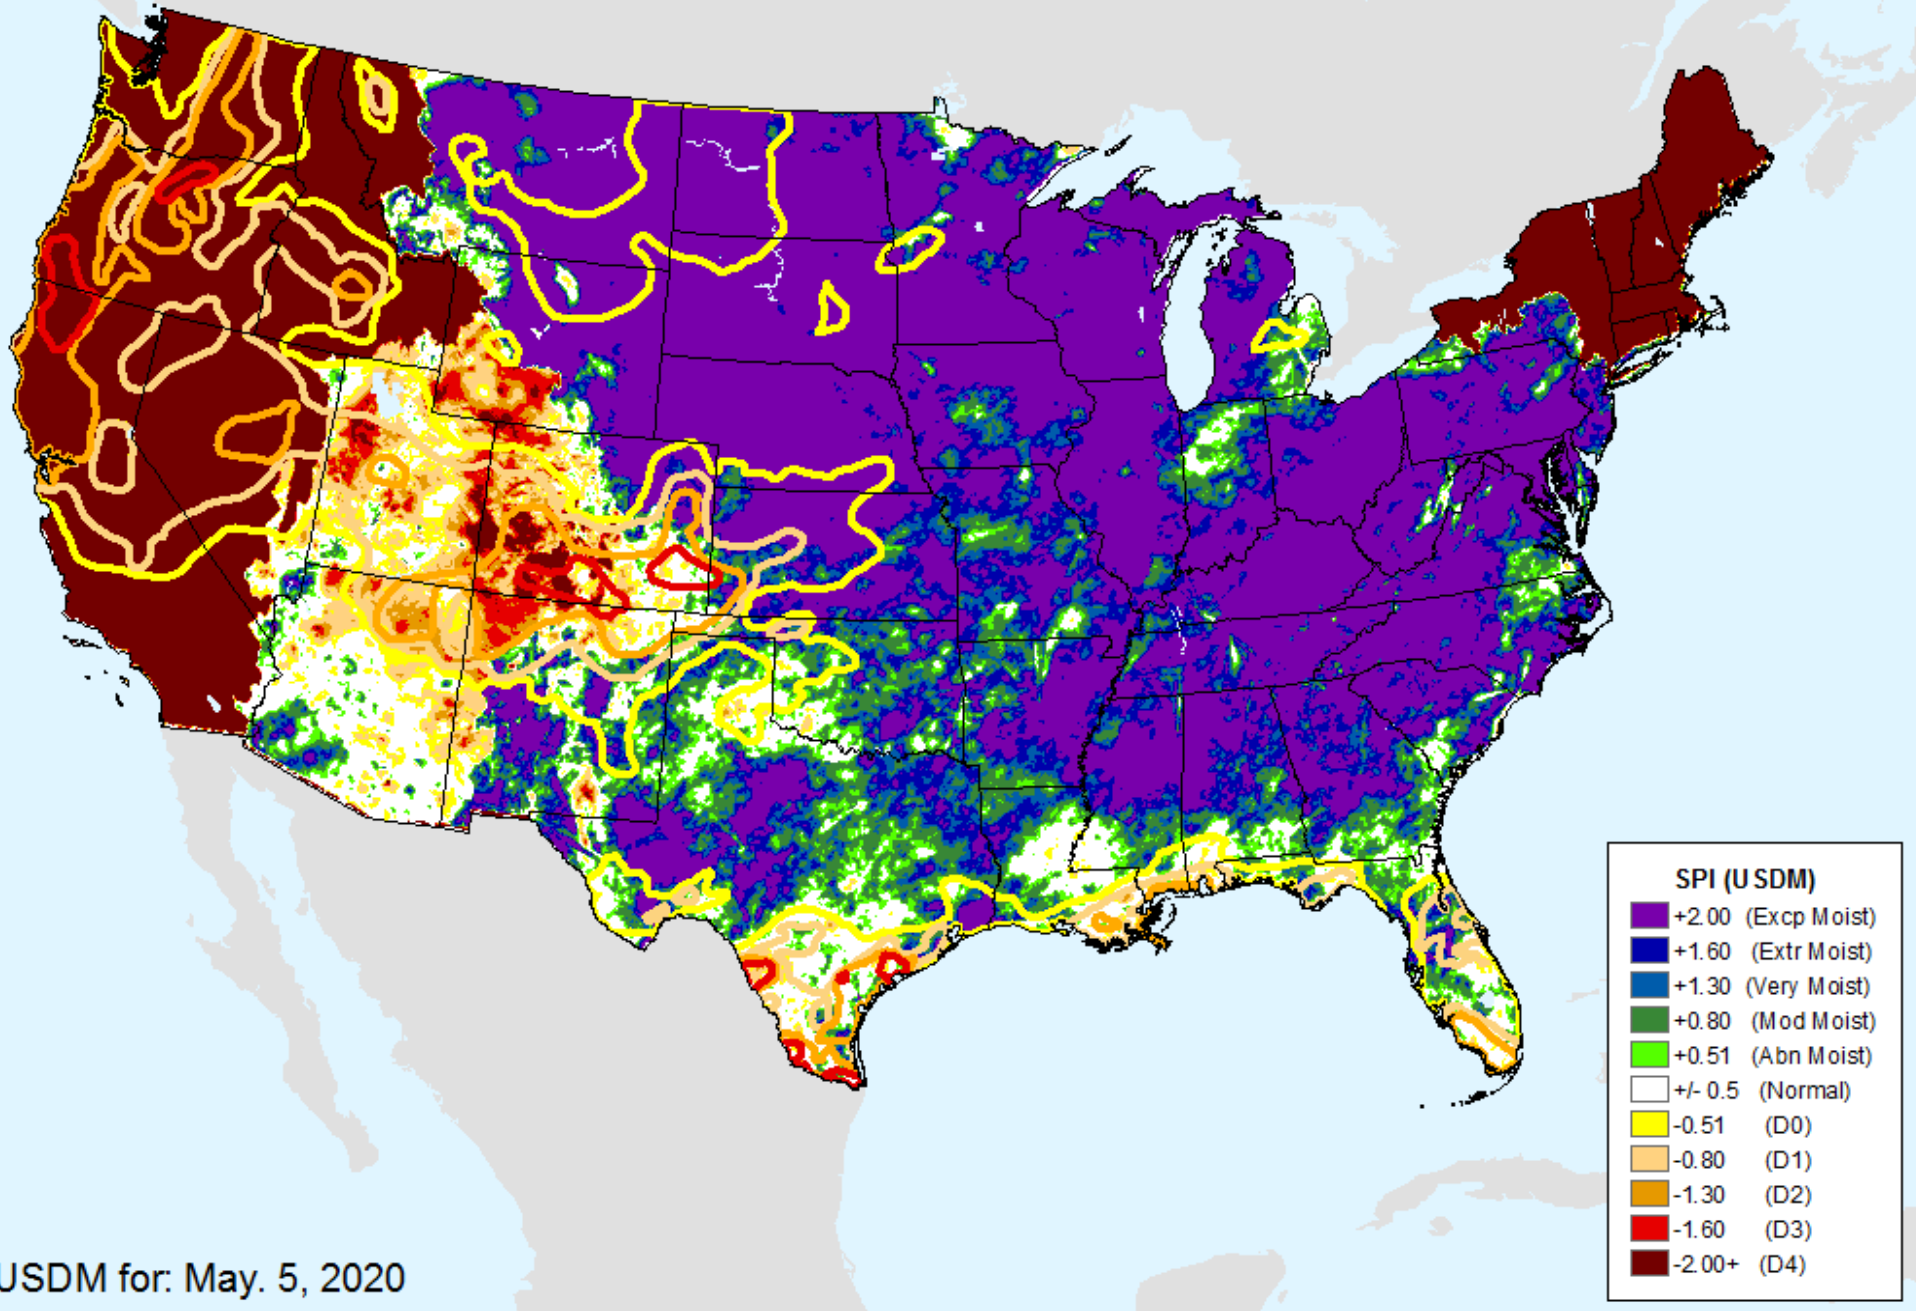 SPI (USDM)
+2.00 (Excp Moist)
+1.60 (Extr Moist)
+1.30 (Very Moist)
+0.80 (Mod Moist)
+0.51 (Abn Moist)
+/- 0.5 (Normal)
-0.51 (D0)
-0.80 (D1)
-1.30 (D2)
-1.60 (D3)
-2.00+ (D4)
USDM for: May. 5, 2020